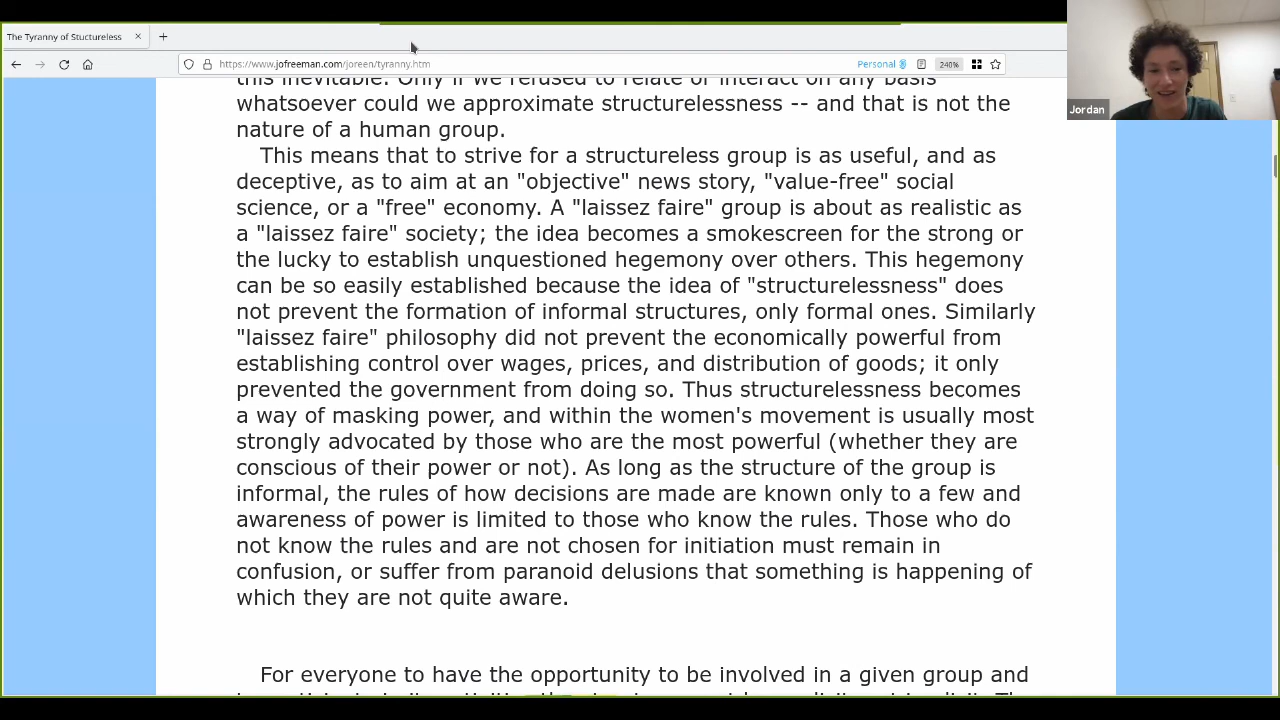 The Tyranny of Stuctureless
https://www.jofreeman.com/joreen/tyranny.htm
Personal
240%
Jordan
this inevitable. Only if we refused to relate or interact on any basis
whatsoever could we approximate structurelessness -- and that is not the
nature of a human group.
This means that to strive for a structureless group is as useful, and as
deceptive, as to aim at an "objective" news story, "value-free" social
science, or a "free" economy. A "laissez faire" group is about as realistic as
a "laissez faire" society; the idea becomes a smokescreen for the strong or
the lucky to establish unquestioned hegemony over others. This hegemony
can be so easily established because the idea of "structurelessness" does
not prevent the formation of informal structures, only formal ones. Similarly
"laissez faire" philosophy did not prevent the economically powerful from
establishing control over wages, prices, and distribution of goods; it only
prevented the government from doing so. Thus structurelessness becomes
a way of masking power, and within the women's movement is usually most
strongly advocated by those who are the most powerful (whether they are
conscious of their power or not). As long as the structure of the group is
informal, the rules of how decisions are made are known only to a few and
awareness of power is limited to those who know the rules. Those who do
not know the rules and are not chosen for initiation must remain in
confusion, or suffer from paranoid delusions that something is happening of
which they are not quite aware.
For everyone to have the opportunity to be involved in a given group and